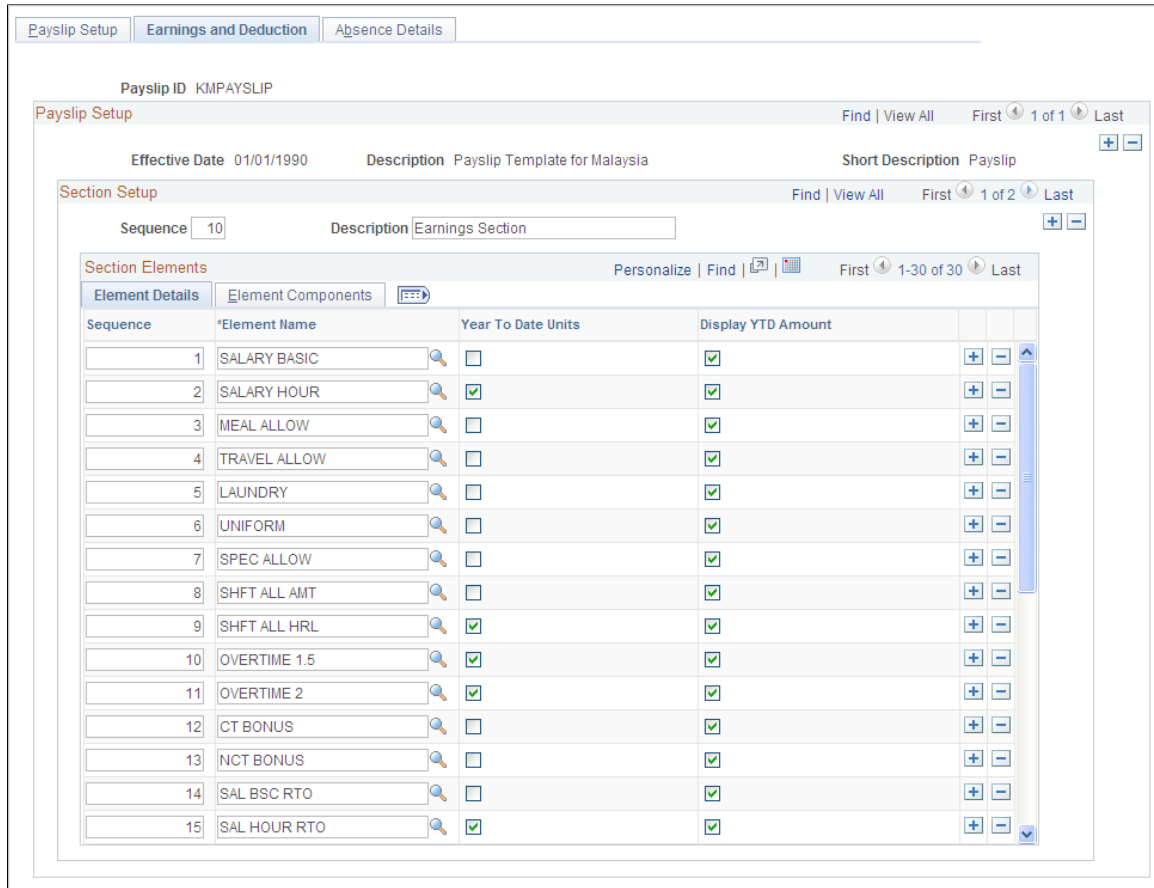 Payslip Setup Earnings and Deduction Absence Details
Payslip ID KMPAYSLIP
Payslip Setup Find | View All First 1 of 1 Last
Effective Date 01/01/1990 Description Payslip Template for Malaysia Short Description Payslip
Section Setup Find | View All First 1 of 2 Last
Sequence 10 Description Earnings Section
Section Elements Personalize | Find | | First 1-30 of 30 Last
Element Details Element Components
Sequence *Element Name Year To Date Units Display YTD Amount
1 SALARY BASIC
2 SALARY HOUR
3 MEAL ALLOW
4 TRAVEL ALLOW
5 LAUNDRY
6 UNIFORM
7 SPEC ALLOW
8 SHFT ALL AMT
9 SHFT ALL HRL
10 OVERTIME 1.5
11 OVERTIME 2
12 CT BONUS
13 NCT BONUS
14 SAL BSC RTO
15 SAL HOUR RTO